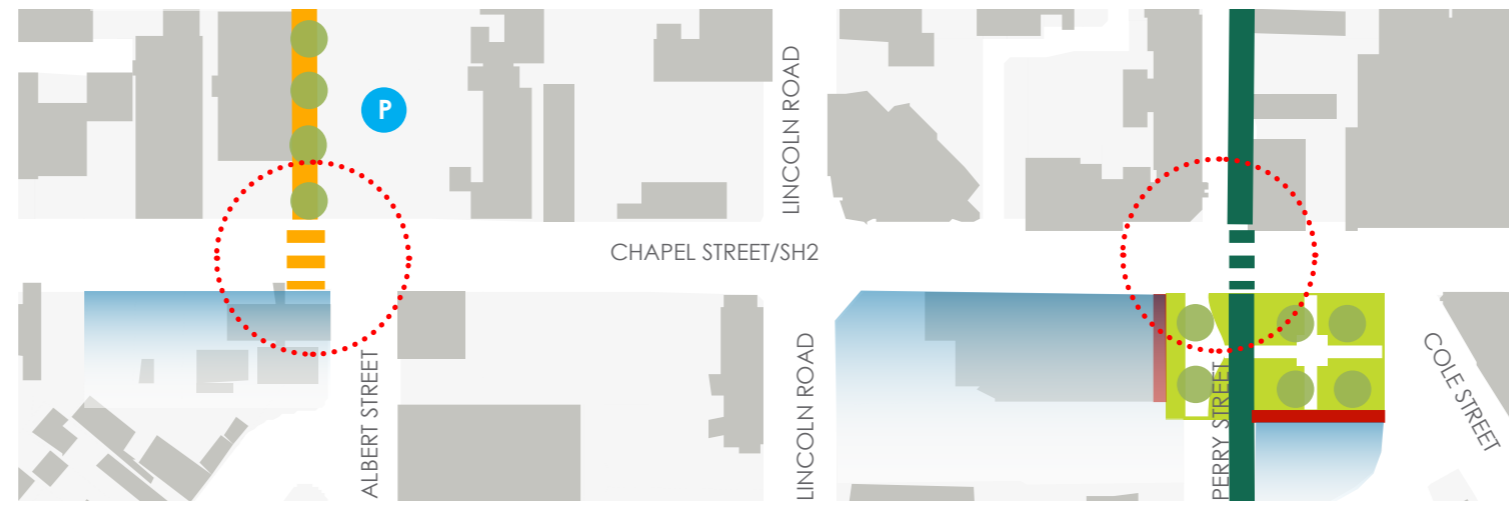 P
LINCOLN ROAD
CHAPEL STREET/SH2
ALBERT STREET
LINCOLN ROAD
PERRY STREET
COLE STREET